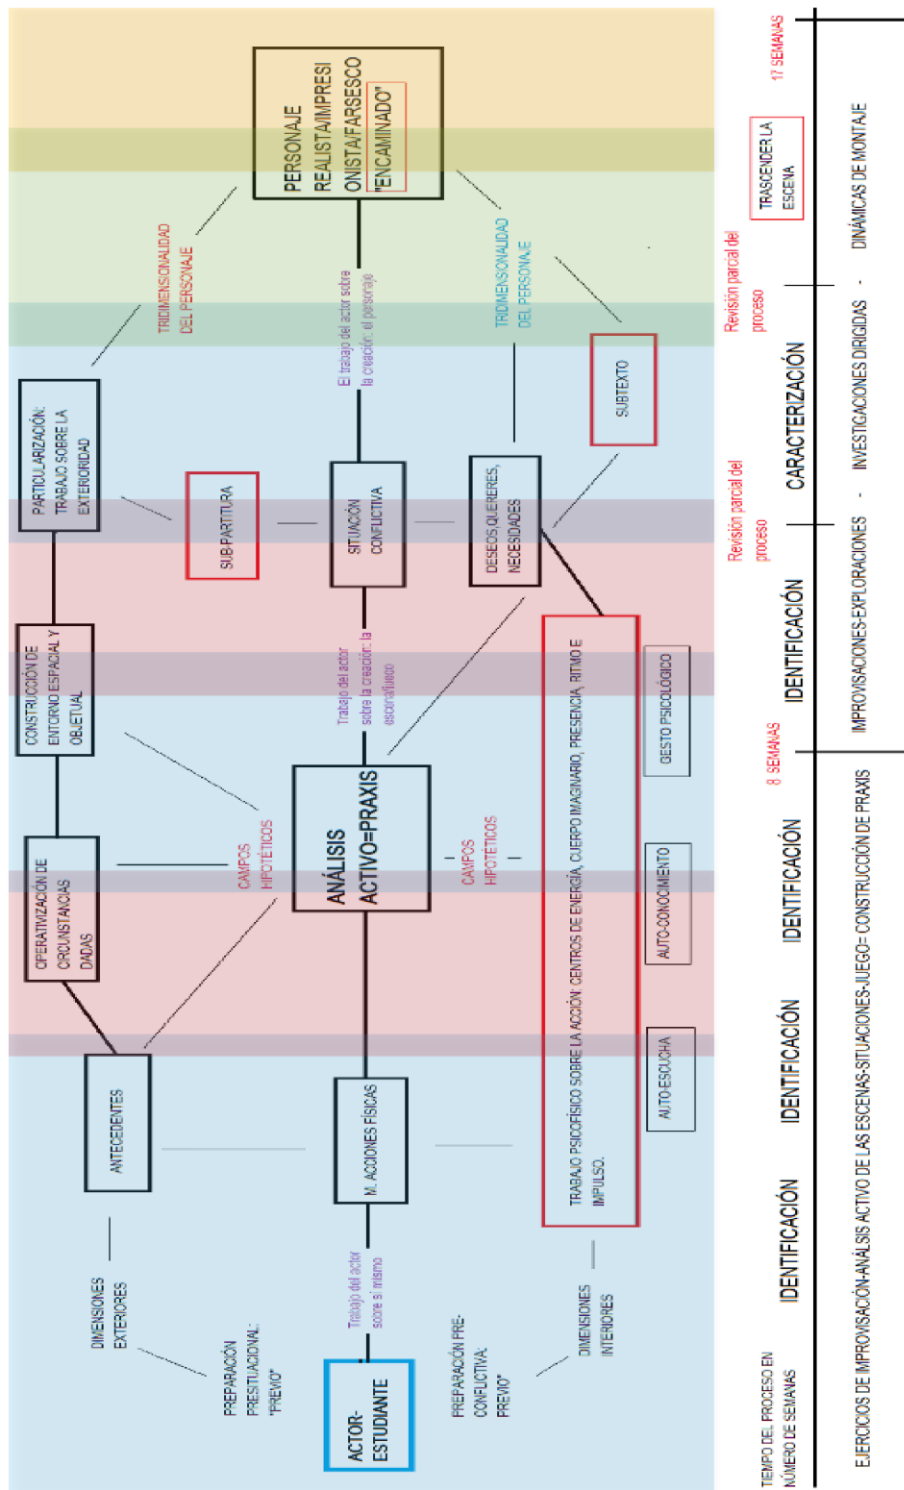 ACTOR-
ESTUDIANTE
PREPARACIÓN
PRESITUACIONAL:
"PREVIO"
DIMENSIONES
EXTERIORES
Trabajo del actor
sobre sí mismo
PREPARACIÓN PRE-
CONFLICTIVA:
PREVIO"
DIMENSIONES
INTERIORES
ANTECEDENTES
M. ACCIONES FÍSICAS
TRABAJO PSICOFÍSICO SOBRE LA ACCIÓN: CENTROS DE ENERGÍA, CUERPO IMAGINARIO, PRESENCIA, RITMO E
IMPULSO.
AUTO-ESCUCHA
AUTO-CONOCIMIENTO
GESTO PSICOLÓGICO
OPERATIVIZACIÓN DE
CIRCUNSTANCIAS
DADAS
CAMPOS
HIPOTÉTICOS
ANÁLISIS
ACTIVO=PRAXIS
CAMPOS
HIPOTÉTICOS
CONSTRUCCIÓN DE
ENTORNO ESPACIAL Y
OBJETUAL
Trabajo del actor
sobre la creación: la
escena/juego
PARTICULARIZACIÓN:
TRABAJO SOBRE LA
EXTERIORIDAD
SUB-PARTITURA
SITUACIÓN
CONFLICTIVA
DESEOS,QUERERES,
NECESIDADES
SUBTEXTO
TRIDIMENSIONALIDAD
DEL PERSONAJE
El trabajo del actor sobre
la creación: el personaje
TRIDIMENSIONALIDAD
DEL PERSONAJE
PERSONAJE
REALISTA/IMPRESI
ONISTA/FARSESCO
"ENCAMINADO"
TIEMPO DEL PROCESO EN
NÚMERO DE SEMANAS
8 SEMANAS
Revisión parcial del
proceso
Revisión parcial del
proceso
TRASCENDER LA
ESCENA
17 SEMANAS
IDENTIFICACIÓN IDENTIFICACIÓN IDENTIFICACIÓN IDENTIFICACIÓN CARACTERIZACIÓN
EJERCICIOS DE IMPROVISACIÓN-ANÁLSIS ACTIVO DE LAS ESCENAS-SITUACIONES-JUEGO= CONSTRUCCIÓN DE PRAXIS
IMPROVISACIONES-EXPLORACIONES - INVESTIGACIONES DIRIGIDAS - DINÁMICAS DE MONTAJE